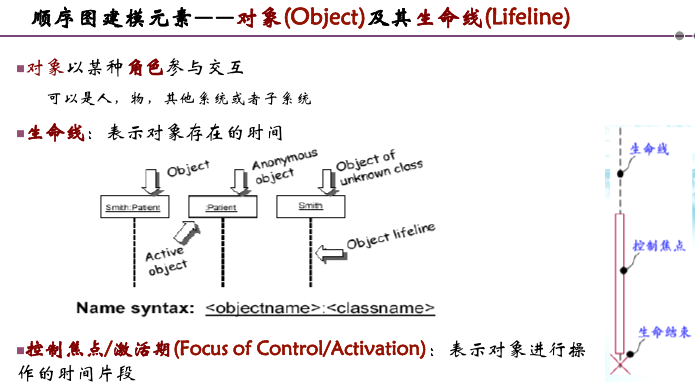 顺序图建模元素——对象(Object)及其生命线(Lifeline)
对象以某种角色参与交互
可以是人，物，其他系统或者子系统
生命线：表示对象存在的时间
Object
Anonymous object
Object of unknown class
Smith:Patient
:Patient
Smith
Active object
Object lifeline
Name syntax: <objectname>:<classname>
生命线
控制焦点
生命结束
控制焦点/激活期(Focus of Control/Activation)：表示对象进行操
作的时间片段